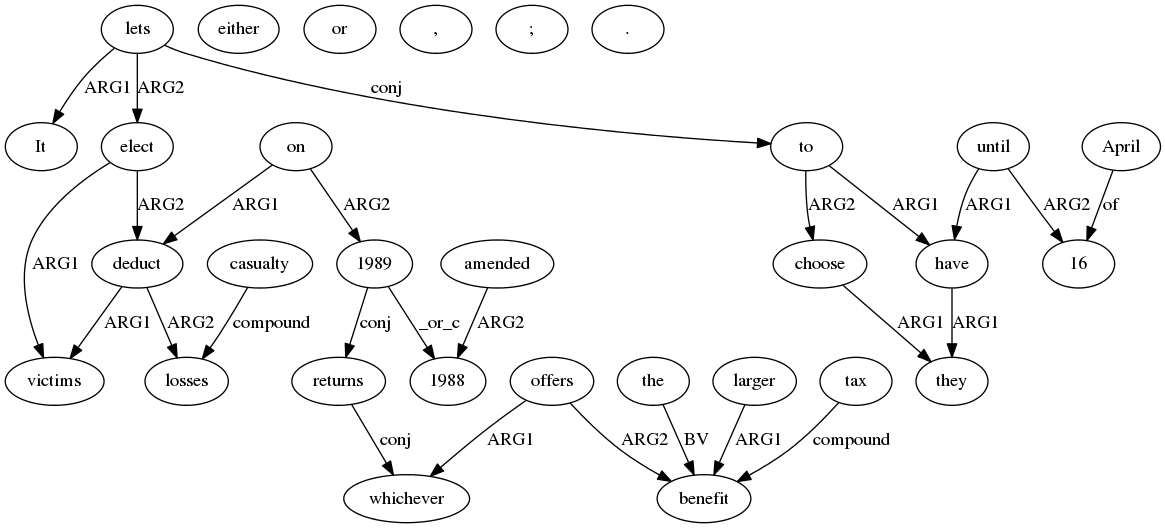 lets either or , ; .
ARG1 ARG2 conj
It elect on to until April
ARG1 ARG2 ARG1 ARG2 ARG2 ARG1 ARG1 ARG2 of
deduct casualty 1989 amended choose have 16
ARG1 ARG2 compound conj _or_c ARG2 ARG1 ARG1
victims losses returns 1988 offers the larger tax they
conj ARG1 ARG2 BV ARG1 compound
whichever benefit